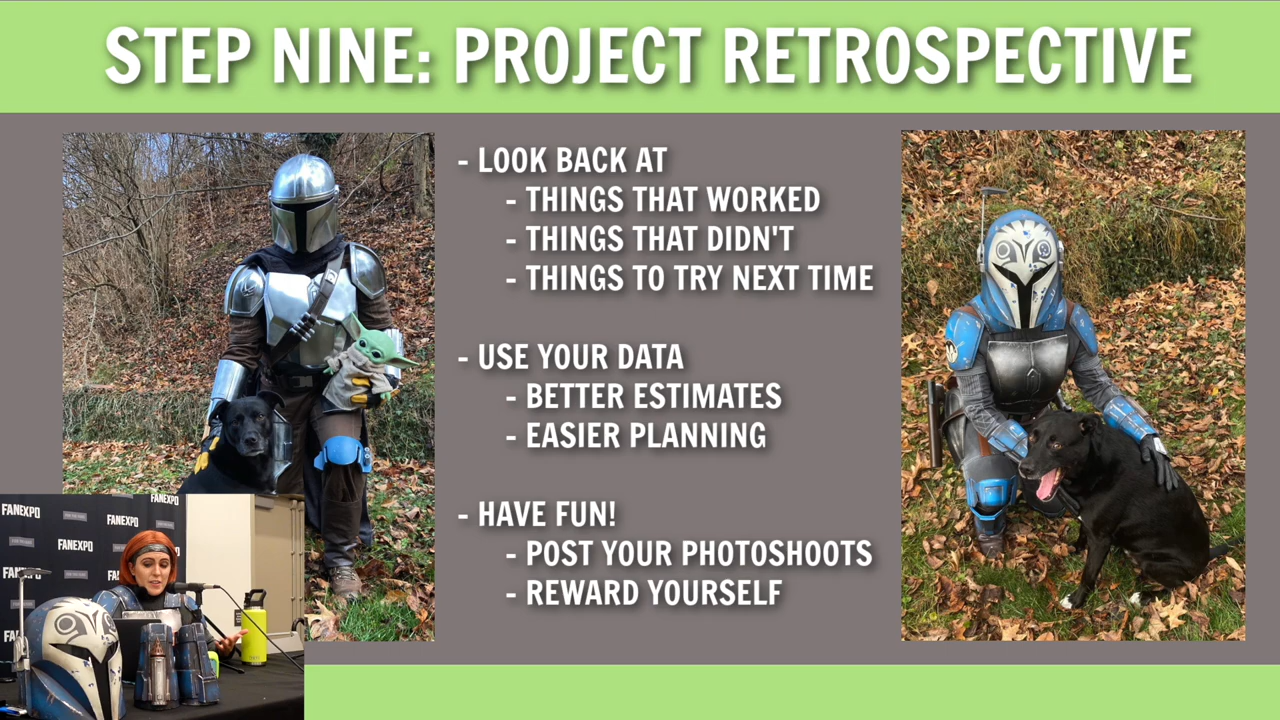 STEP NINE: PROJECT RETROSPECTIVE
- LOOK BACK AT
- THINGS THAT WORKED
- THINGS THAT DIDN'T
- THINGS TO TRY NEXT TIME
- USE YOUR DATA
- BETTER ESTIMATES
- EASIER PLANNING
- HAVE FUN!
- POST YOUR PHOTOSHOOTS
- REWARD YOURSELF
FANEXPO
FANEXPO
FANEXPO
FANEXPO
FANEXPO